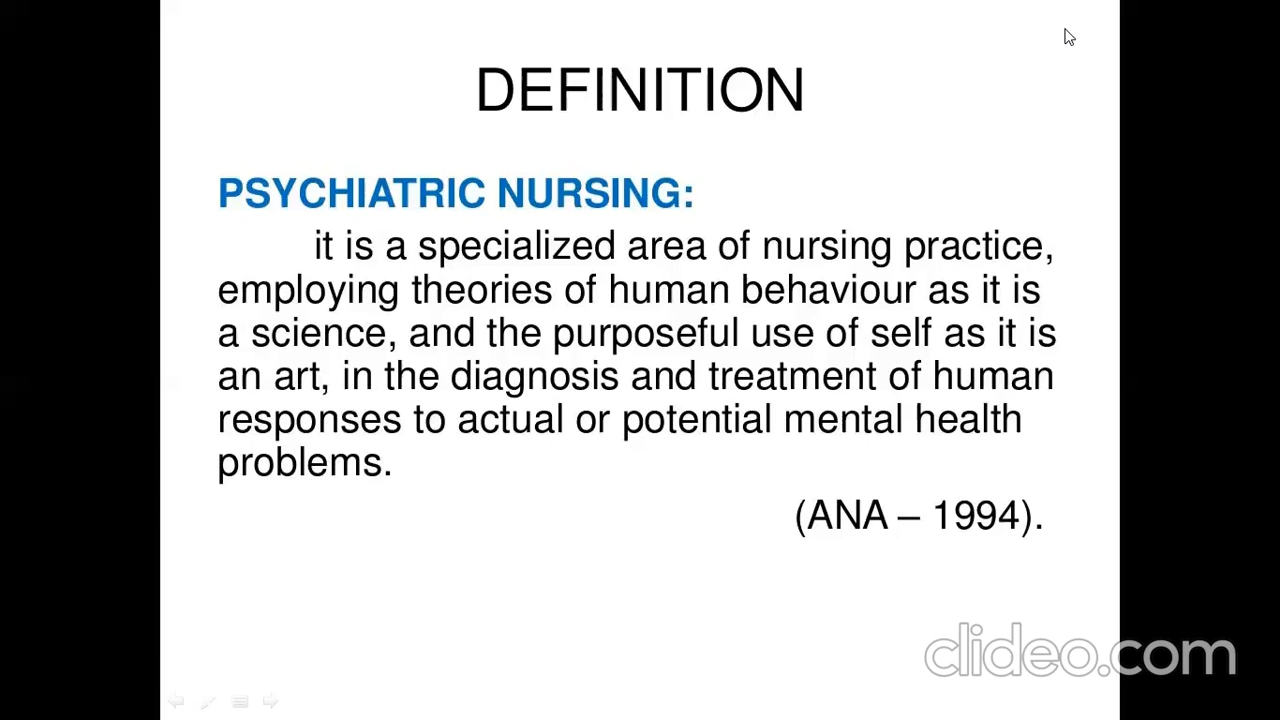 DEFINITION
PSYCHIATRIC NURSING:
it is a specialized area of nursing practice,
employing theories of human behaviour as it is
a science, and the purposeful use of self as it is
an art, in the diagnosis and treatment of human
responses to actual or potential mental health
problems.
(ANA – 1994).
clideo.com